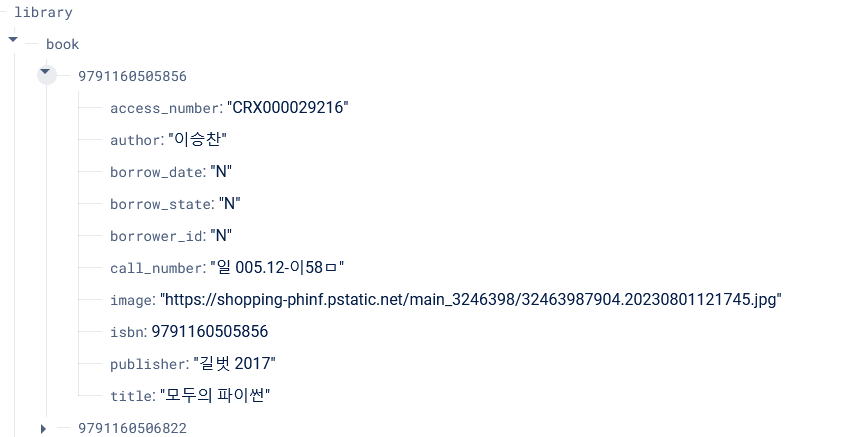 library
book
9791160505856
access_number: "CRX000029216"
author: "이승찬"
borrow_date: "N"
borrow_state: "N"
borrower_id: "N"
call_number: "일 005.12-이58ㅁ"
image: "https://shopping-phinf.pstatic.net/main_3246398/32463987904.20230801121745.jpg"
isbn: 9791160505856
publisher: "길벗 2017"
title: "모두의 파이썬"
9791160506822